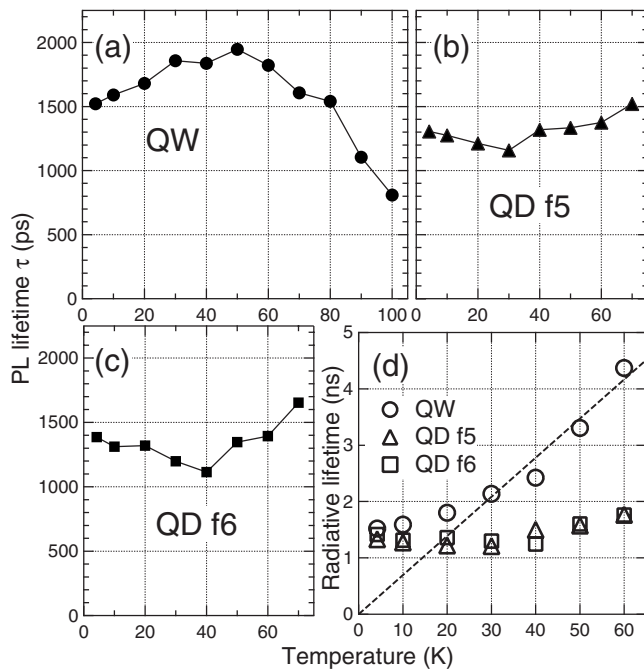 PL lifetime τ (ps)
(a)
QW
2000
1500
1000
500
0
0 20 40 60 80 100
(b)
QD f5
0 20 40 60
(c)
QD f6
2000
1500
1000
500
0
0 20 40 60
(d)
QW
QD f5
QD f6
Radiative lifetime (ns)
5
4
3
2
1
0
0 10 20 30 40 50 60
Temperature (K)